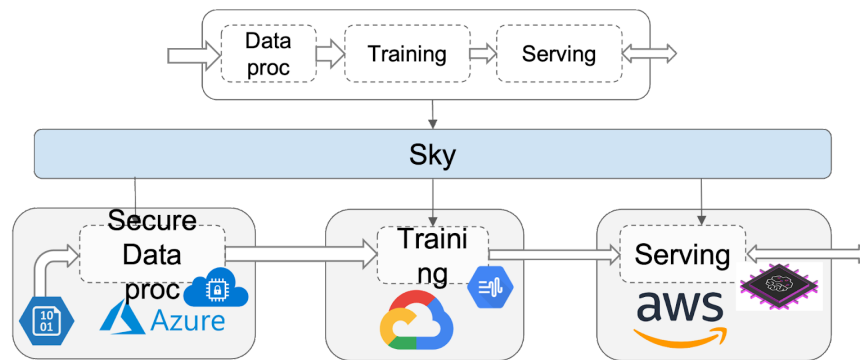 Data
proc
Training
Serving
Sky
Secure
Data
proc
Traini
ng
Serving
10
01
Azure
aws